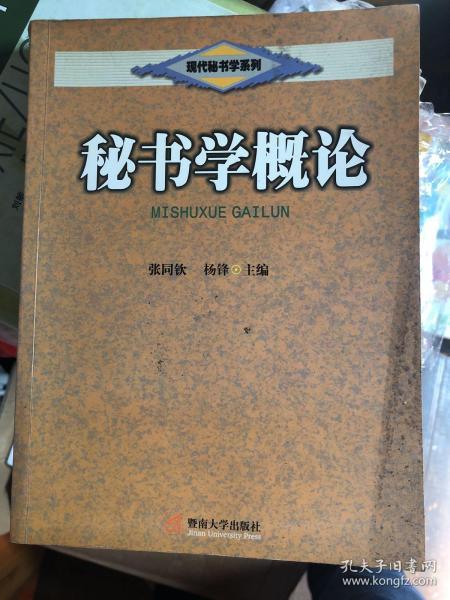 现代秘书学系列
秘书学概论
MISHUXUE GAILUN
张同钦 杨锋 主编
暨南大学出版社
Jinan University Press
孔夫子旧书网
www.kongfz.com